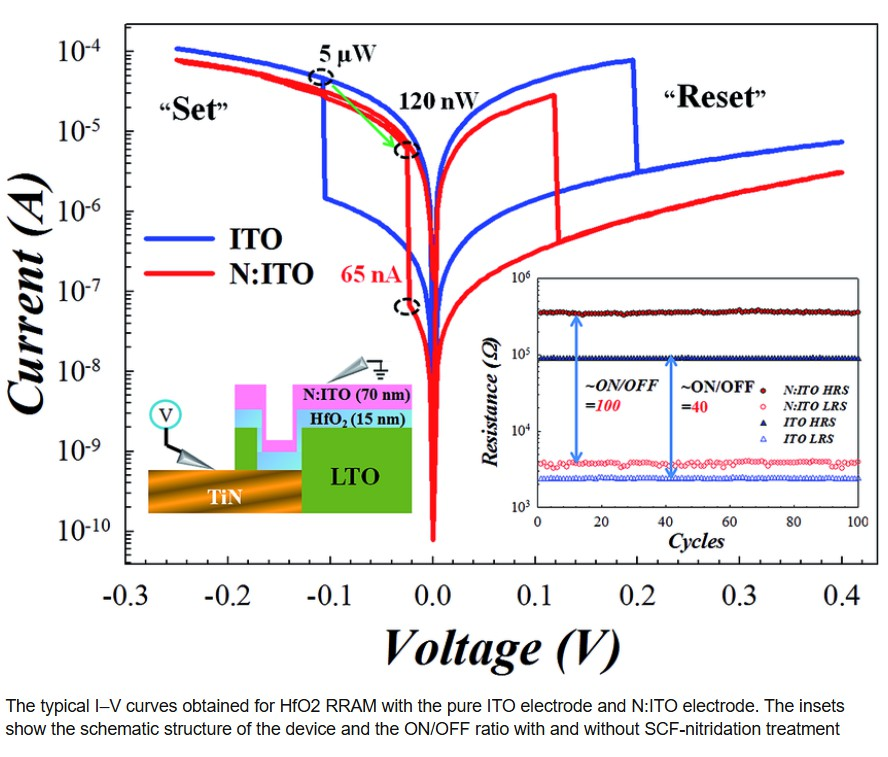 10⁻⁴
10⁻⁵
10⁻⁶
10⁻⁷
10⁻⁸
10⁻⁹
10⁻¹⁰
Current (A)
5 µW
120 nW
“Set”
“Reset”
ITO
N:ITO
65 nA
N:ITO (70 nm)
HfO₂ (15 nm)
LTO
TiN
V
10⁶
10⁵
10⁴
10³
Resistance (Ω)
~ON/OFF
=100
~ON/OFF
=40
N:ITO HRS
N:ITO LRS
ITO HRS
ITO LRS
0 20 40 60 80 100
Cycles
-0.3 -0.2 -0.1 0.0 0.1 0.2 0.3 0.4
Voltage (V)
The typical I–V curves obtained for HfO2 RRAM with the pure ITO electrode and N:ITO electrode. The insets
show the schematic structure of the device and the ON/OFF ratio with and without SCF-nitridation treatment